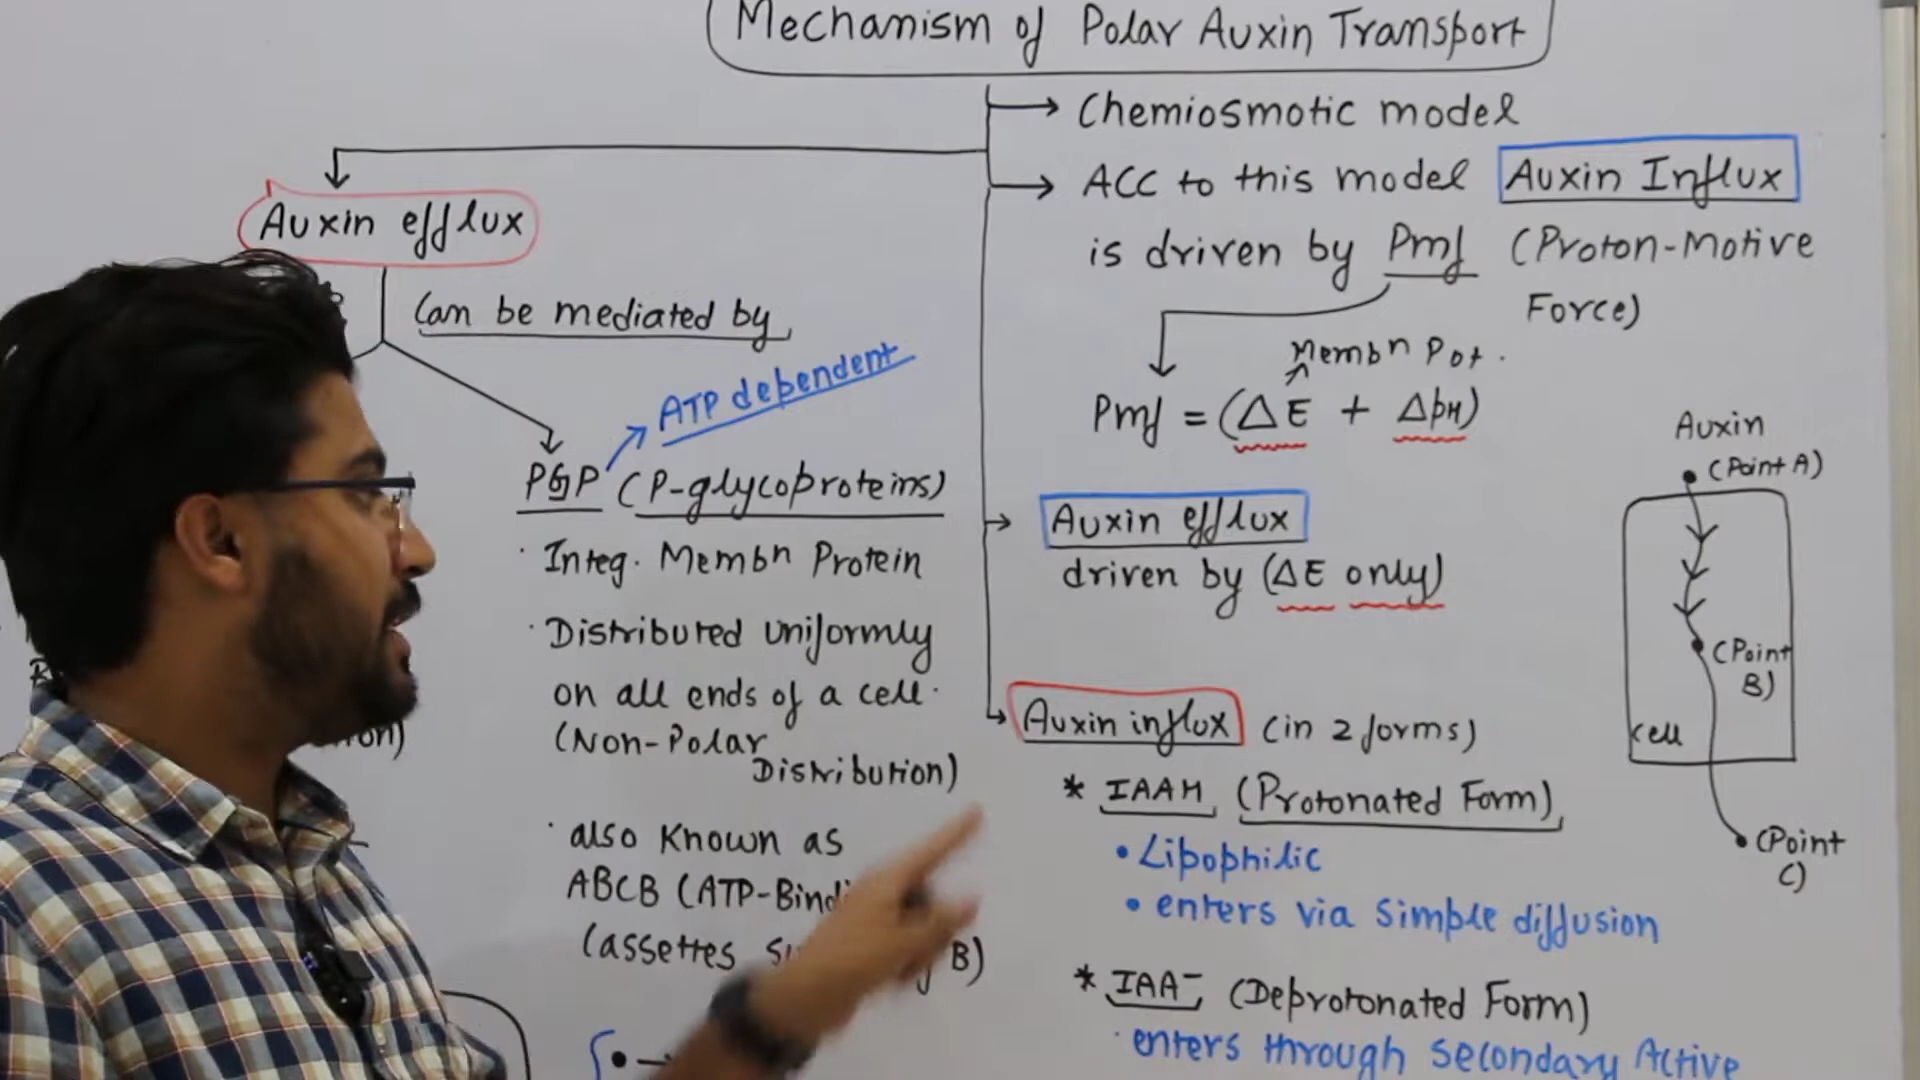 Mechanism of Polar Auxin Transport
Chemiosmotic model
ACC to this model Auxin Influx
is driven by Pmf (Proton-Motive
Force)
Membn Pot.
Pmf = (ΔE + ΔpH)
Auxin efflux
driven by (ΔE only)
Auxin influx (in 2 forms)
* IAAH (Protonated Form)
• Lipophilic
• enters via simple diffusion
* IAA⁻ (Deprotonated Form)
· enters through secondary Active
Auxin efflux
Can be mediated by
ATP dependent
PGP (P-glycoproteins)
· Integ. Membn Protein
· Distributed uniformly
on all ends of a cell.
(Non-Polar
Distribution)
· also known as
ABCB (ATP-Bindi
Cassettes B)
Auxin
(Point A)
(Point
B)
cell
(Point
C)